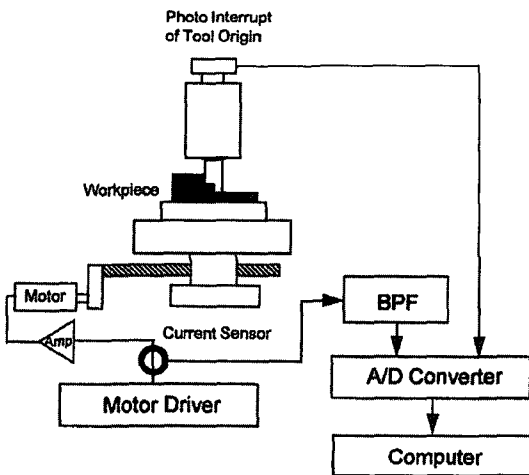 Photo Interrupt
of Tool Origin
Workpiece
Motor
Amp
Current Sensor
BPF
Motor Driver
A/D Converter
Computer